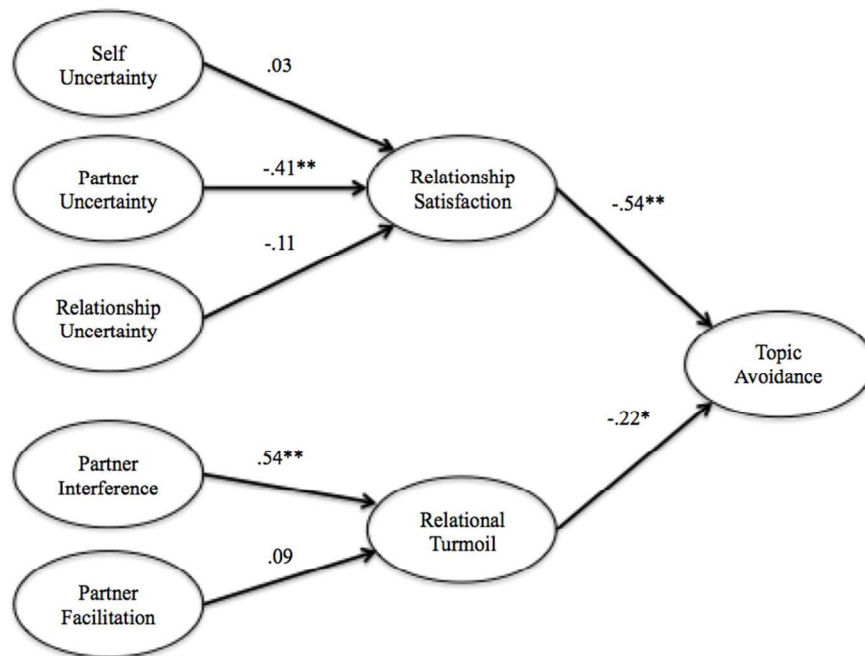 Self
Uncertainty
.03
Partner
Uncertainty
-.41**
Relationship
Satisfaction
-.54**
-.11
Relationship
Uncertainty
Topic
Avoidance
-.22*
Partner
Interference
.54**
Relational
Turmoil
.09
Partner
Facilitation